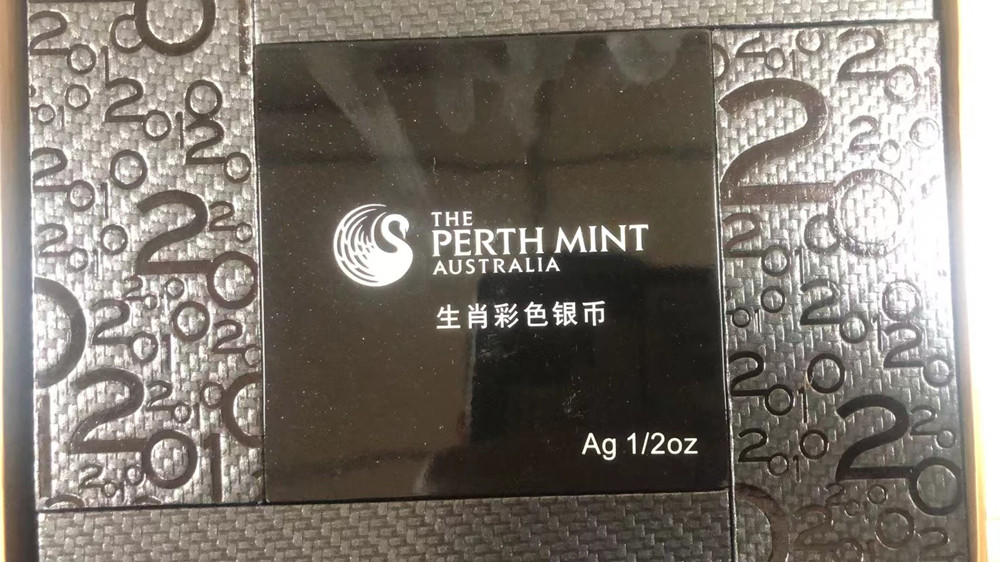 THE
PERTH MINT
AUSTRALIA
生肖彩色银币
Ag 1/2oz